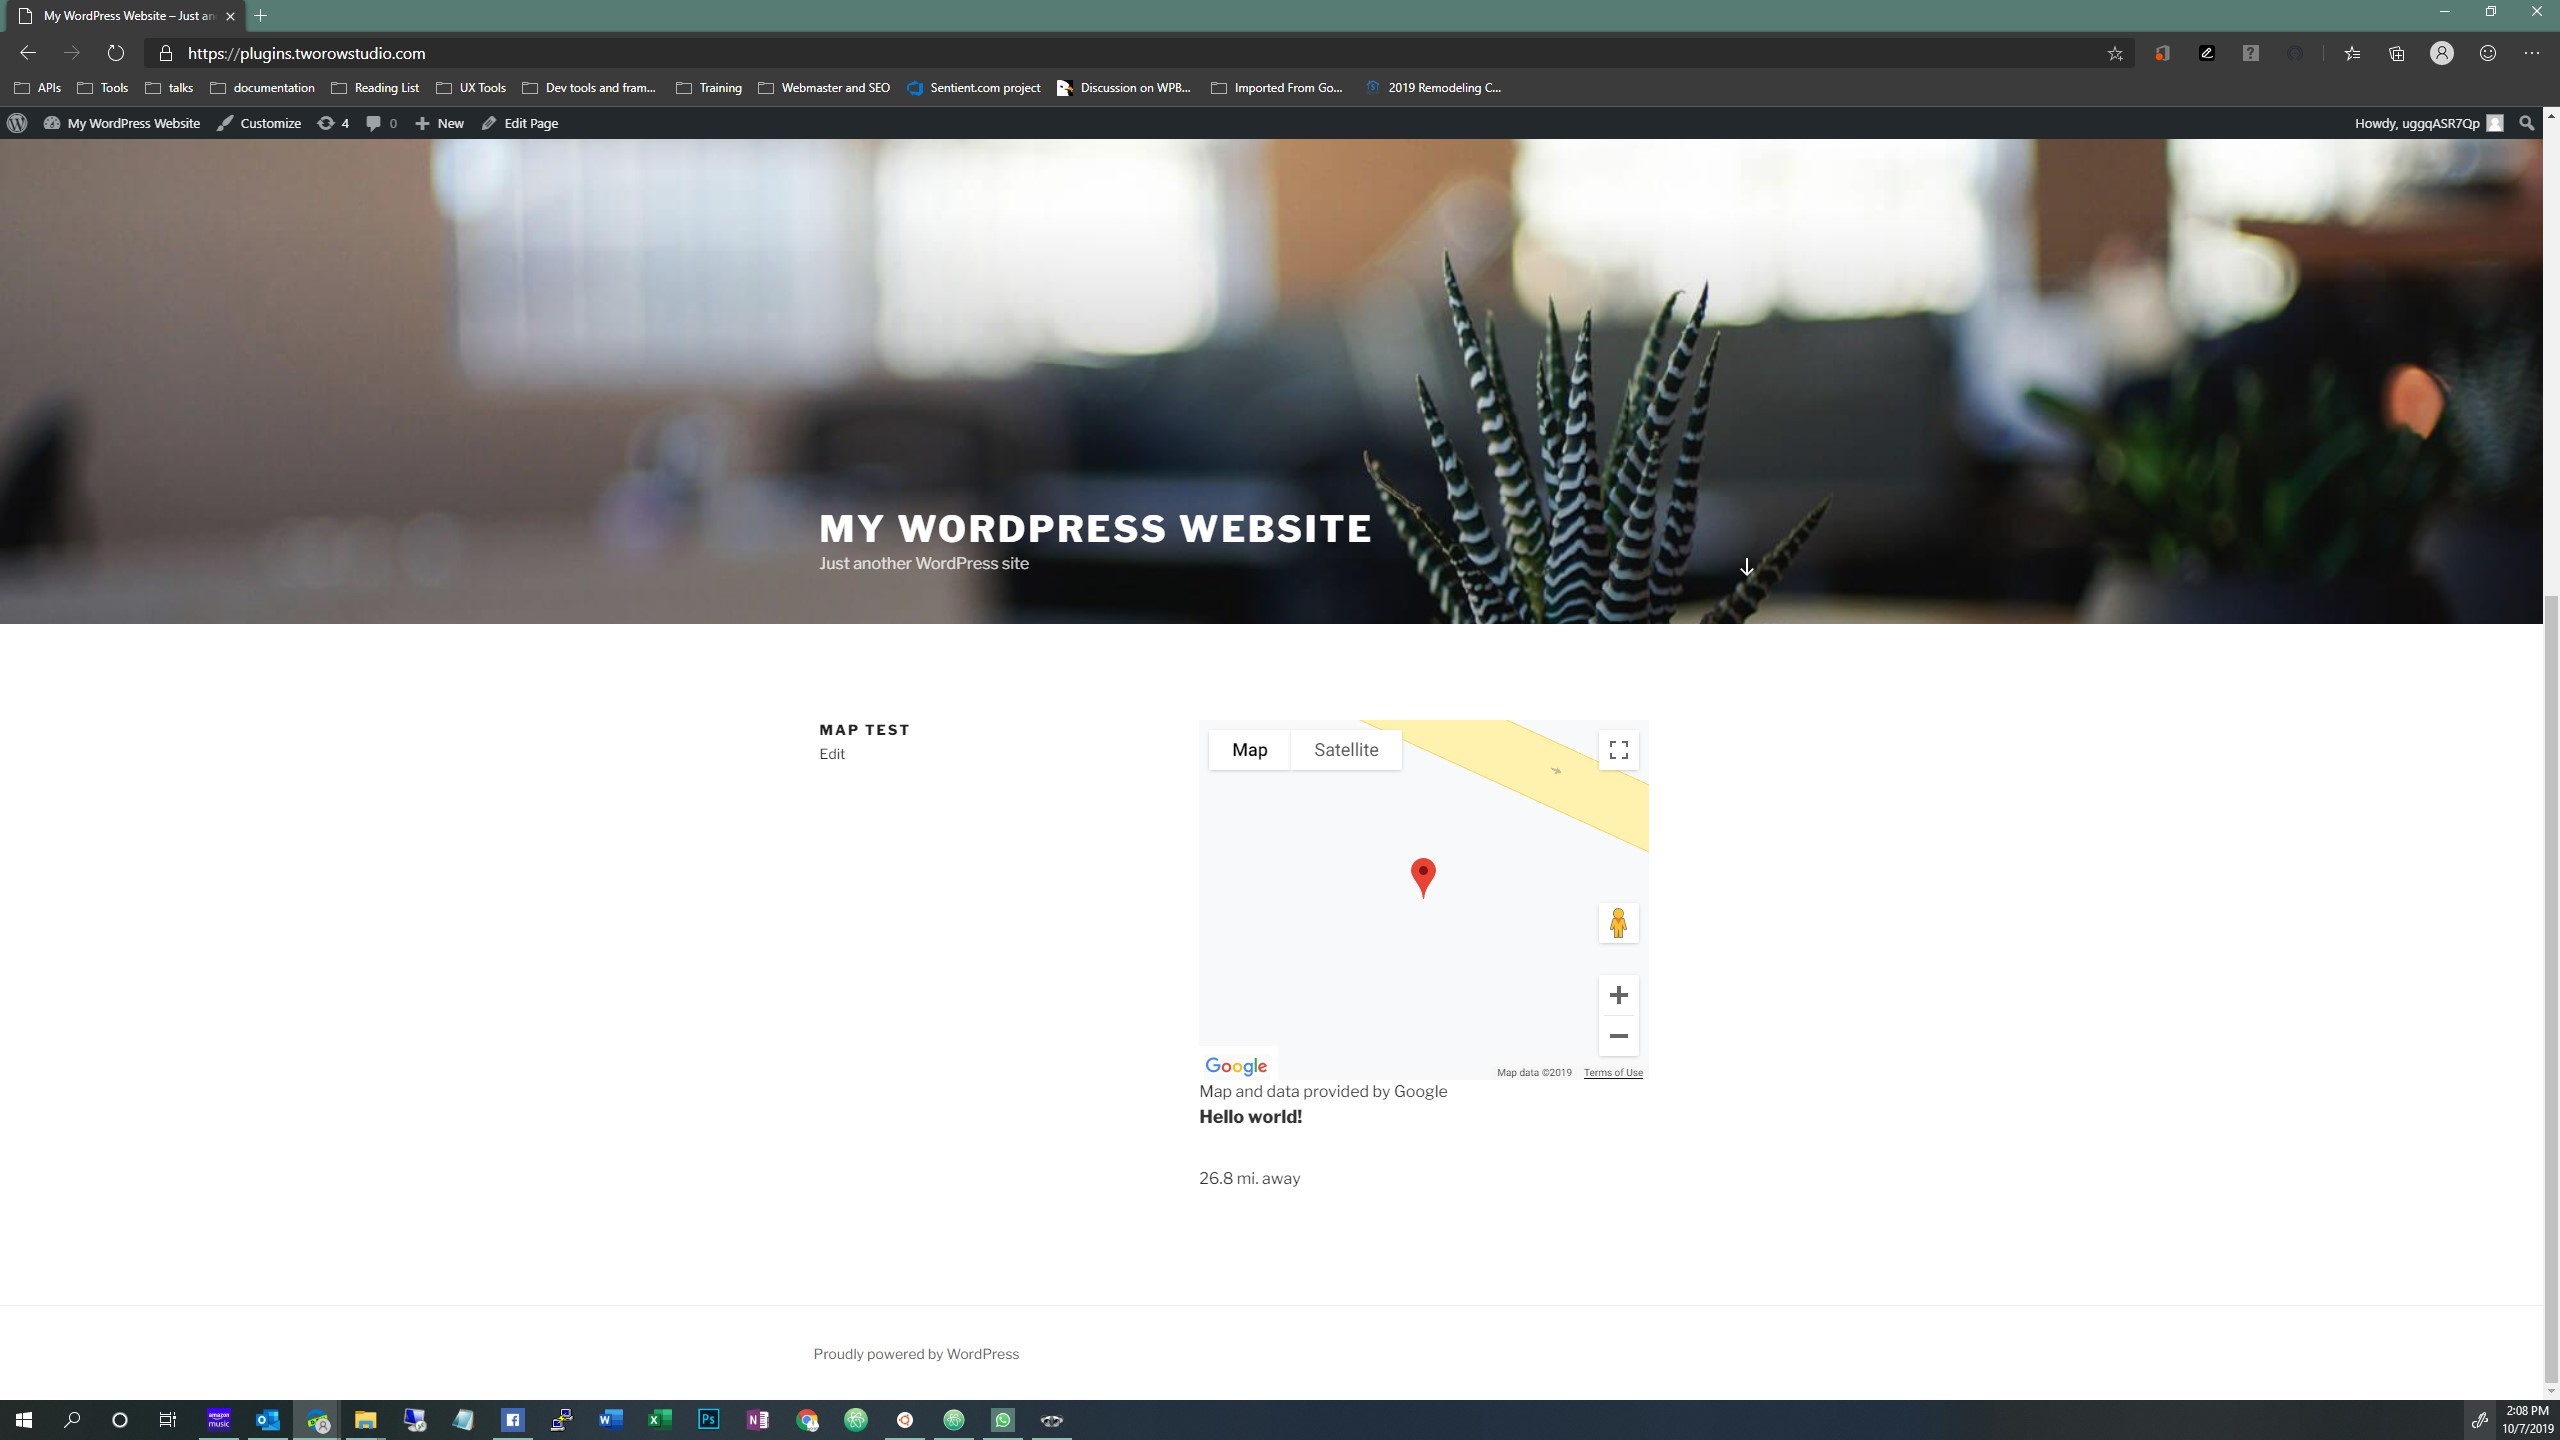 My WordPress Website – Just an
https://plugins.tworowstudio.com
APIs Tools talks documentation Reading List UX Tools Dev tools and fram... Training Webmaster and SEO Sentient.com project Discussion on WPB... Imported From Go... 2019 Remodeling C...
My WordPress Website Customize 4 0 New Edit Page Howdy, uggqASR7Qp
MY WORDPRESS WEBSITE
Just another WordPress site
MAP TEST
Edit
Map Satellite
Google
Map data ©2019 Terms of Use
Map and data provided by Google
Hello world!
26.8 mi. away
Proudly powered by WordPress
amazon music
Ps
2:08 PM
10/7/2019